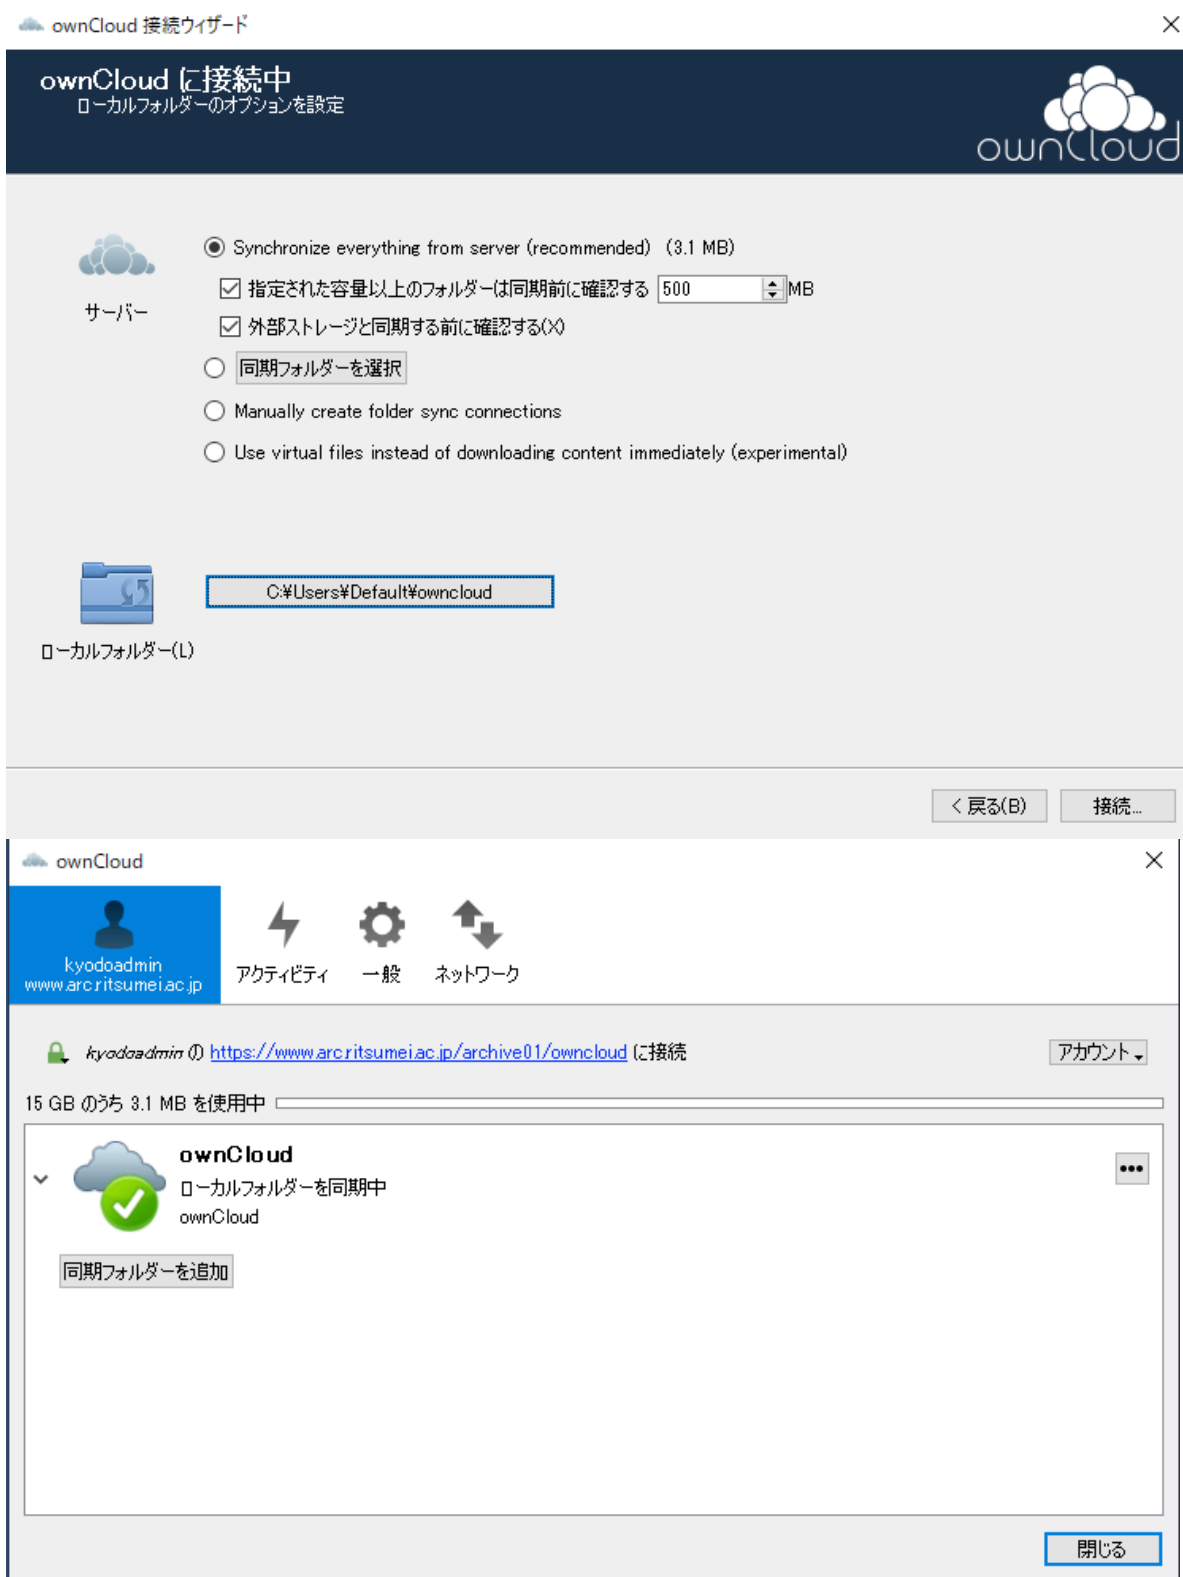 ownCloud 接続ウィザード
ownCloud に接続中
ローカルフォルダーのオプションを設定
ownCloud
Synchronize everything from server (recommended) (3.1 MB)
指定された容量以上のフォルダーは同期前に確認する 500 MB
サーバー
外部ストレージと同期する前に確認する(X)
同期フォルダーを選択
Manually create folder sync connections
Use virtual files instead of downloading content immediately (experimental)
C:¥Users¥Default¥owncloud
ローカルフォルダー(L)
< 戻る(B) 接続...
ownCloud
kyodoadmin
www.arc.ritsumei.ac.jp
アクティビティ 一般 ネットワーク
kyodoadmin の https://www.arc.ritsumei.ac.jp/archive01/owncloud に接続
アカウント
15 GB のうち 3.1 MB を使用中
ownCloud
ローカルフォルダーを同期中
ownCloud
同期フォルダーを追加
閉じる